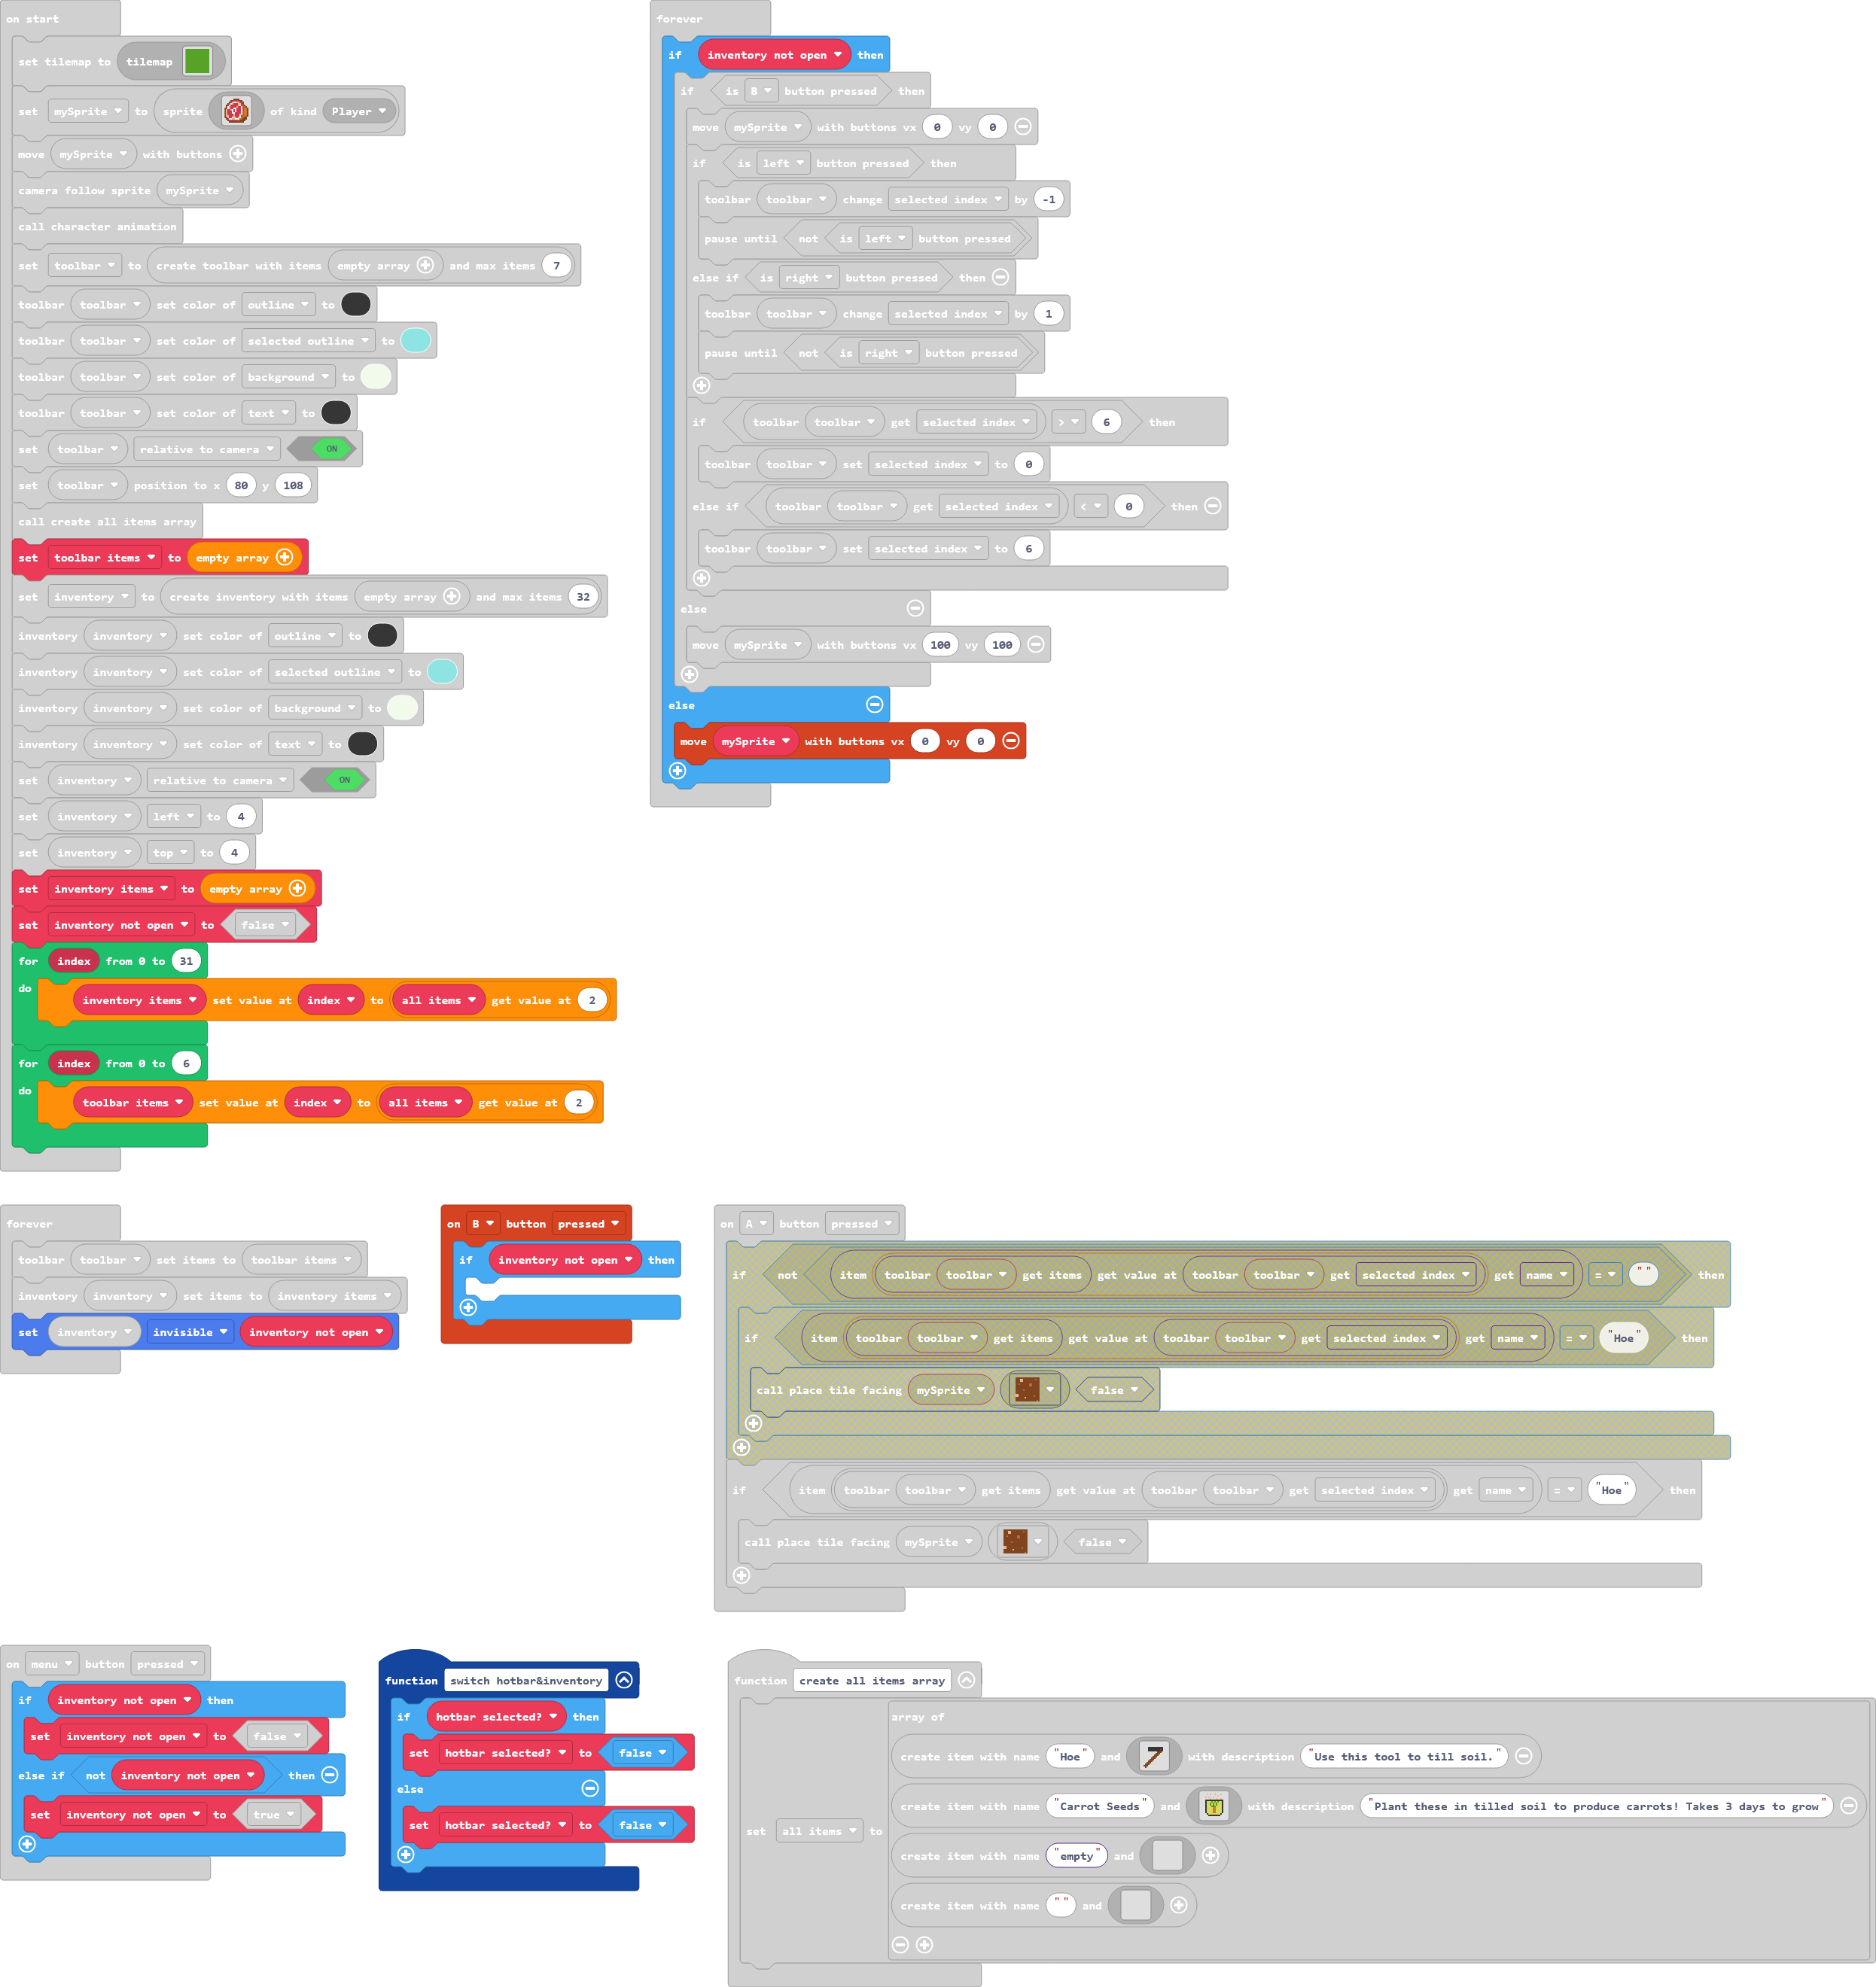 on start
set tilemap to tilemap
set mySprite to sprite of kind Player
move mySprite with buttons
camera follow sprite mySprite
call character animation
set toolbar to create toolbar with items empty array and max items 7
toolbar toolbar set color of outline to
toolbar toolbar set color of selected outline to
toolbar toolbar set color of background to
toolbar toolbar set color of text to
set toolbar relative to camera ON
set toolbar position to x 80 y 108
call create all items array
set toolbar items to empty array
set inventory to create inventory with items empty array and max items 32
inventory inventory set color of outline to
inventory inventory set color of selected outline to
inventory inventory set color of background to
inventory inventory set color of text to
set inventory relative to camera ON
set inventory left to 4
set inventory top to 4
set inventory items to empty array
set inventory not open to false
for index from 0 to 31
do
inventory items set value at index to all items get value at 2
for index from 0 to 6
do
toolbar items set value at index to all items get value at 2
forever
if inventory not open then
if is B button pressed then
move mySprite with buttons vx 0 vy 0
if is left button pressed then
toolbar toolbar change selected index by -1
pause until not is left button pressed
else if is right button pressed then
toolbar toolbar change selected index by 1
pause until not is right button pressed
if toolbar toolbar get selected index > 6 then
toolbar toolbar set selected index to 0
else if toolbar toolbar get selected index < 0 then
toolbar toolbar set selected index to 6
else
move mySprite with buttons vx 100 vy 100
else
move mySprite with buttons vx 0 vy 0
forever
toolbar toolbar set items to toolbar items
inventory inventory set items to inventory items
set inventory invisible inventory not open
on B button pressed
if inventory not open then
on A button pressed
if not item toolbar toolbar get items get value at toolbar toolbar get selected index get name = "" then
if item toolbar toolbar get items get value at toolbar toolbar get selected index get name = "Hoe" then
call place tile facing mySprite false
if item toolbar toolbar get items get value at toolbar toolbar get selected index get name = "Hoe" then
call place tile facing mySprite false
on menu button pressed
if inventory not open then
set inventory not open to false
else if not inventory not open then
set inventory not open to true
function switch hotbar&inventory
if hotbar selected? then
set hotbar selected? to false
else
set hotbar selected? to false
function create all items array
set all items to array of
create item with name "Hoe" and with description "Use this tool to till soil."
create item with name "Carrot Seeds" and with description "Plant these in tilled soil to produce carrots! Takes 3 days to grow"
create item with name "empty" and
create item with name "" and